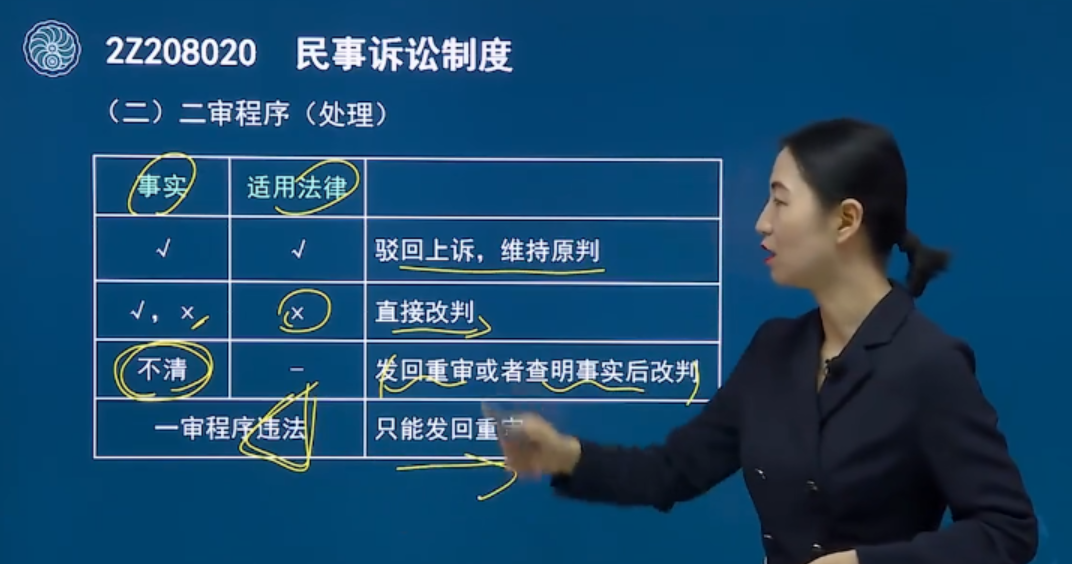 2Z208020 民事诉讼制度
（二）二审程序（处理）
事实 适用法律
√ √ 驳回上诉，维持原判
√，× × 直接改判
不清 – 发回重审或者查明事实后改判
一审程序违法 只能发回重审